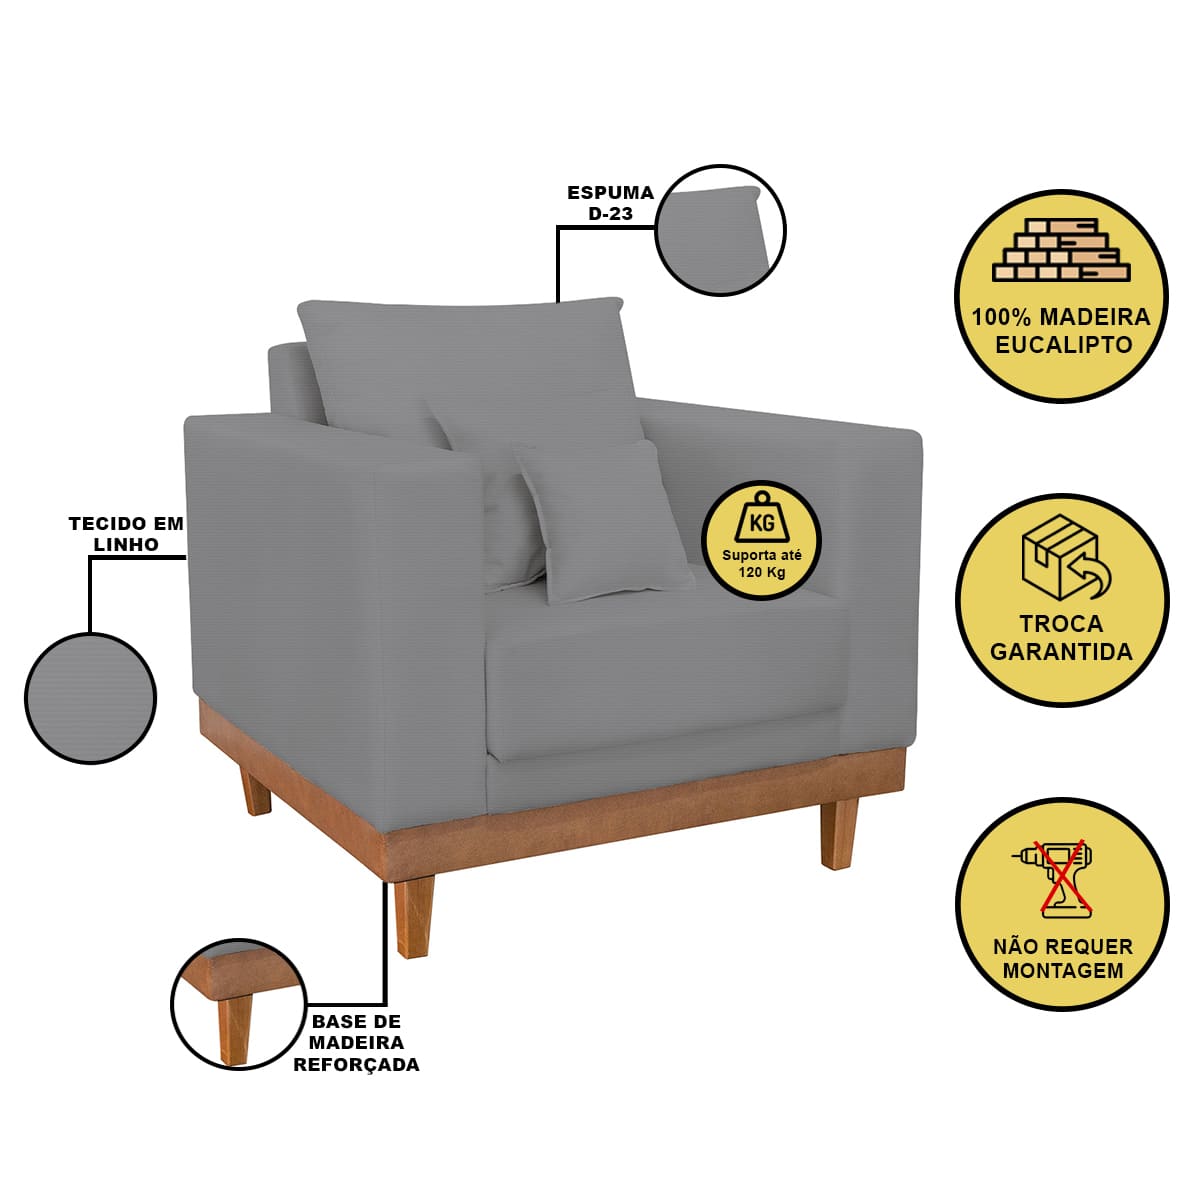 ESPUMA
D-23
100% MADEIRA
EUCALIPTO
TECIDO EM
LINHO
KG
Suporta até
120 Kg
TROCA
GARANTIDA
NÃO REQUER
MONTAGEM
BASE DE
MADEIRA
REFORÇADA